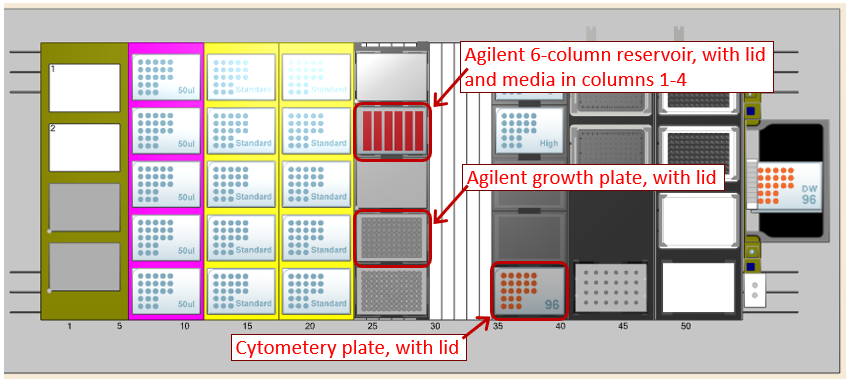 Agilent 6-column reservoir, with lid
and media in columns 1-4
Agilent growth plate, with lid
Cytometery plate, with lid
1
2
50ul
Standard
Standard
50ul
Standard
Standard
High
50ul
Standard
Standard
DW
96
50ul
Standard
Standard
50ul
Standard
Standard
96
1
5
10
15
20
25
30
35
40
45
50